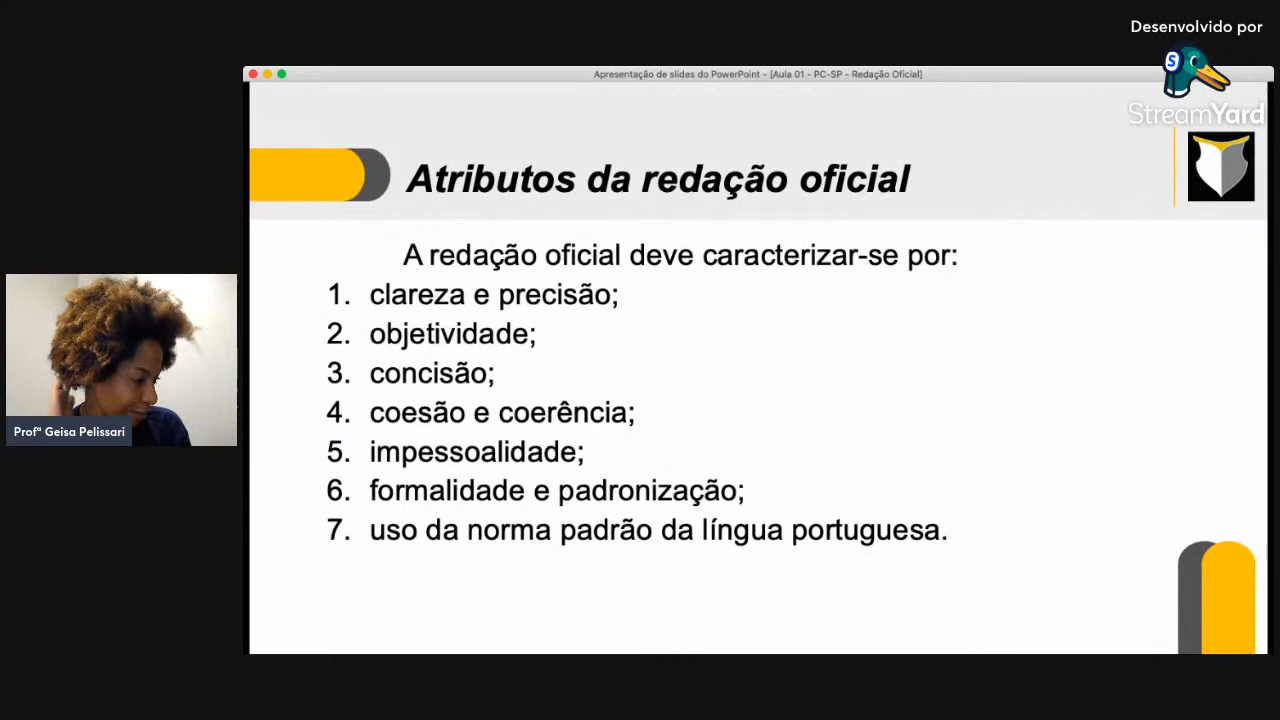 Desenvolvido por
Apresentação de slides do PowerPoint - [Aula 01 - PC-SP - Redação Oficial]
S
StreamYard
Atributos da redação oficial
A redação oficial deve caracterizar-se por:
1. clareza e precisão;
2. objetividade;
3. concisão;
4. coesão e coerência;
5. impessoalidade;
6. formalidade e padronização;
7. uso da norma padrão da língua portuguesa.
Profª Geisa Pelissari